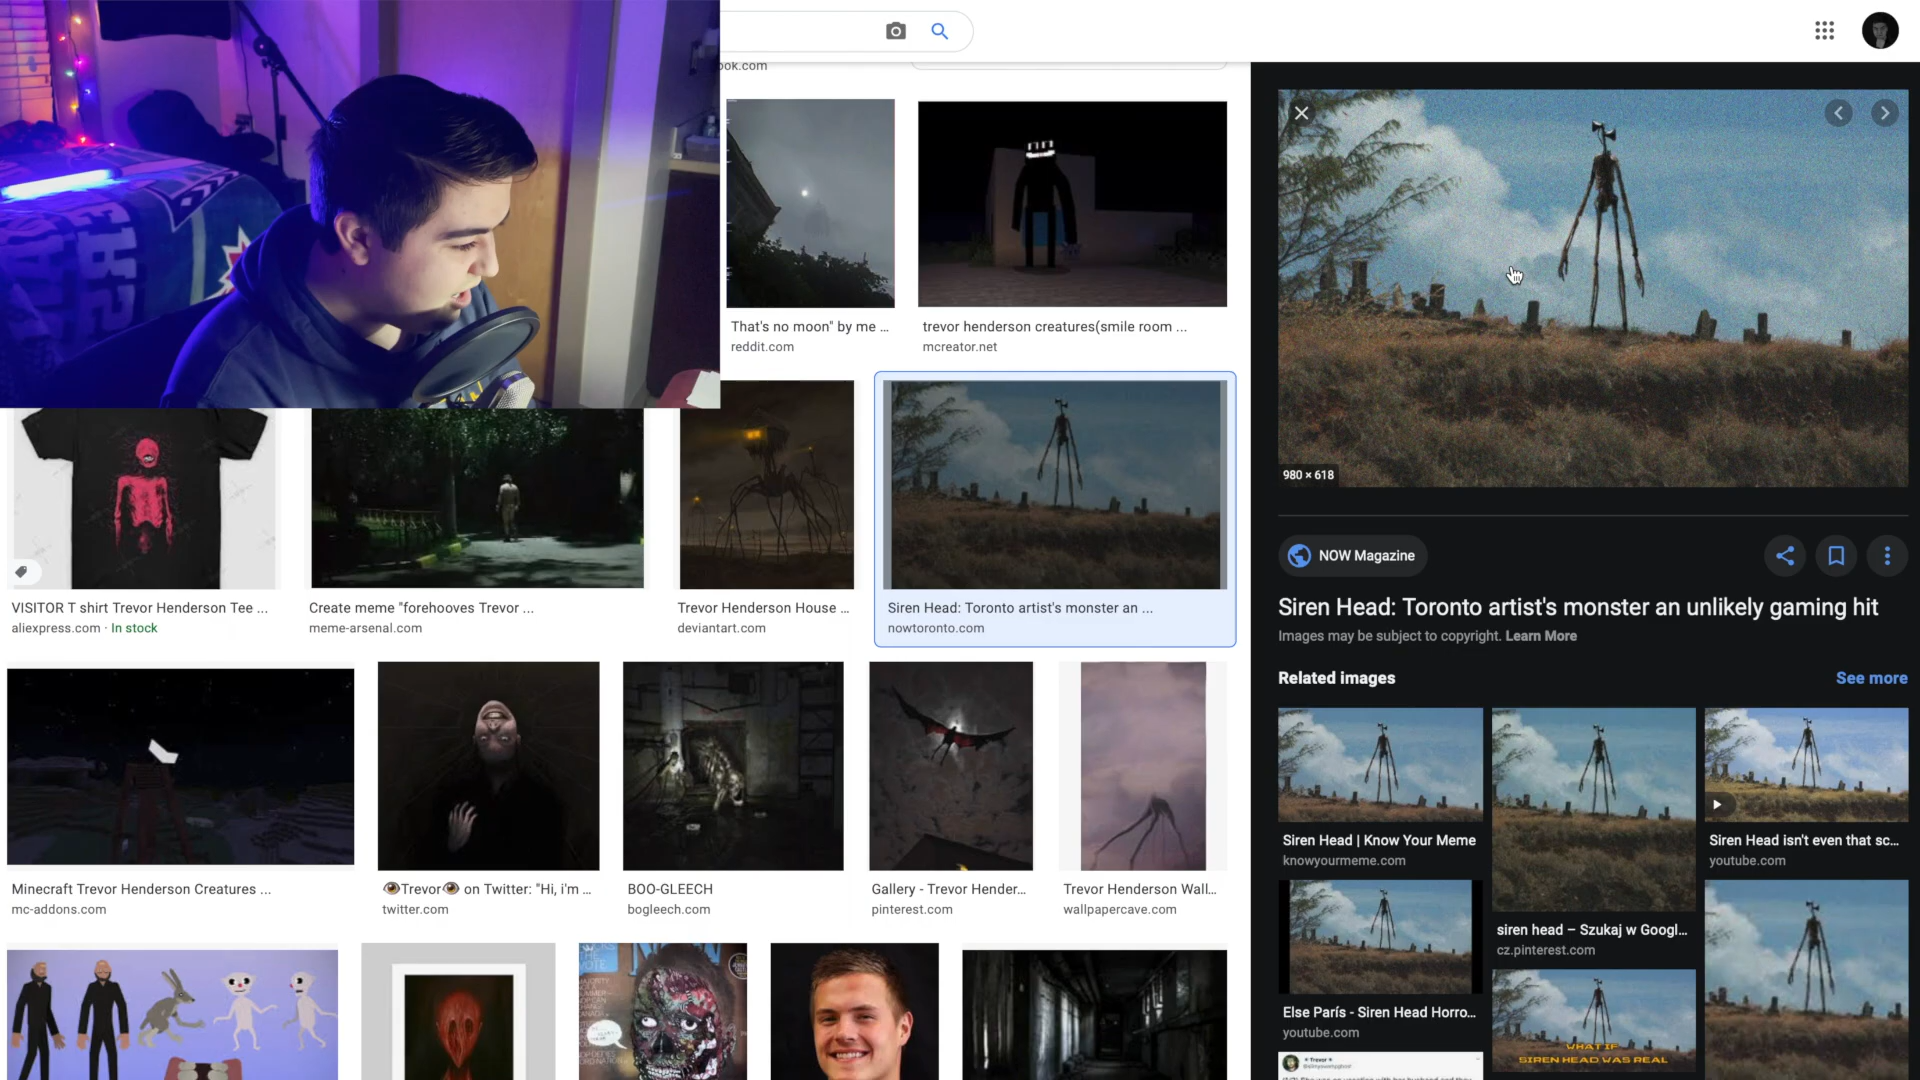 ook.com
That's no moon" by me ...
reddit.com
trevor henderson creatures(smile room ...
mcreator.net
VISITOR T shirt Trevor Henderson Tee ...
aliexpress.com · In stock
Create meme "forehooves Trevor ...
meme-arsenal.com
Trevor Henderson House ...
deviantart.com
Siren Head: Toronto artist's monster an ...
nowtoronto.com
Minecraft Trevor Henderson Creatures ...
mc-addons.com
👁Trevor👁 on Twitter: "Hi, i'm ...
twitter.com
BOO-GLEECH
bogleech.com
Gallery - Trevor Hender...
pinterest.com
Trevor Henderson Wall...
wallpapercave.com
980 × 618
NOW Magazine
Siren Head: Toronto artist's monster an unlikely gaming hit
Images may be subject to copyright. Learn More
Related images
See more
Siren Head | Know Your Meme
knowyourmeme.com
Siren Head isn't even that sc...
youtube.com
siren head – Szukaj w Googl...
cz.pinterest.com
Else París - Siren Head Horro...
youtube.com
WHAT IF
SIREN HEAD WAS REAL
Trevor